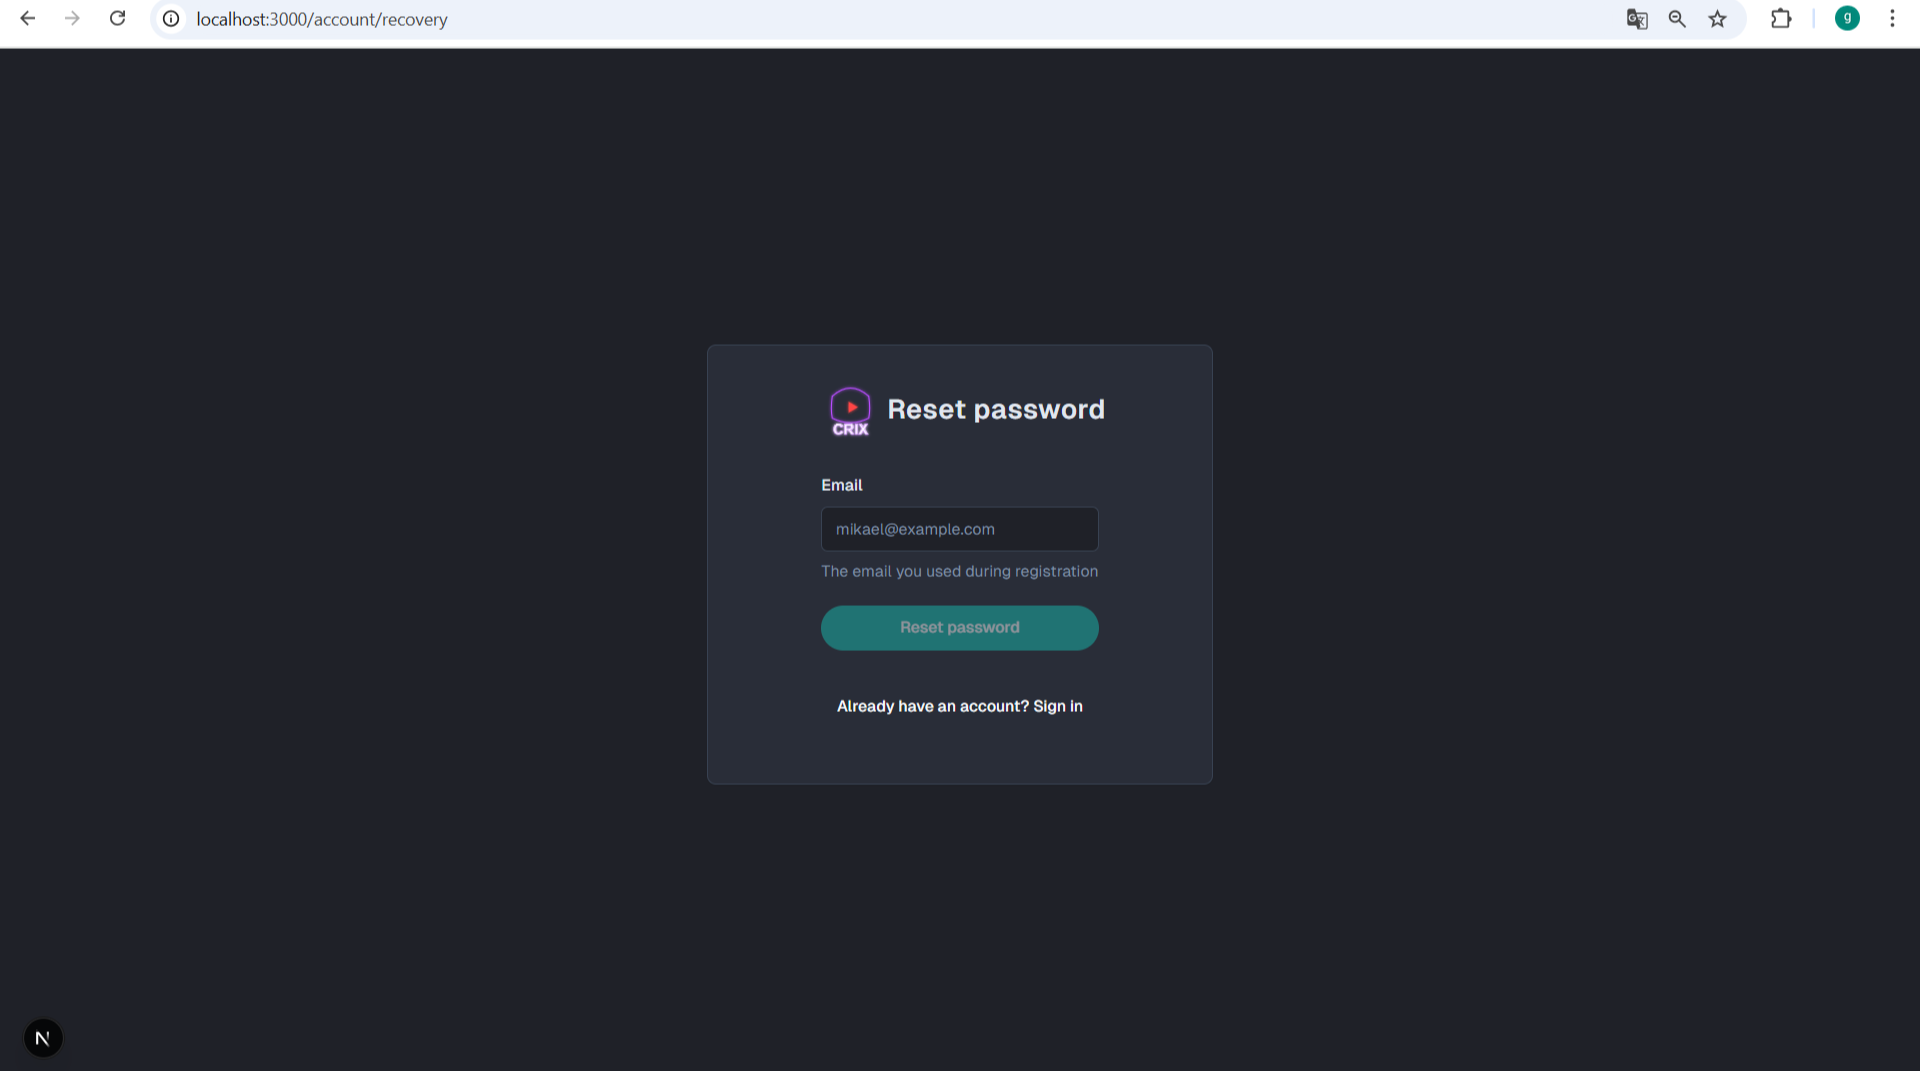 localhost:3000/account/recovery
g
CRIX
Reset password
Email
mikael@example.com
The email you used during registration
Reset password
Already have an account? Sign in
N